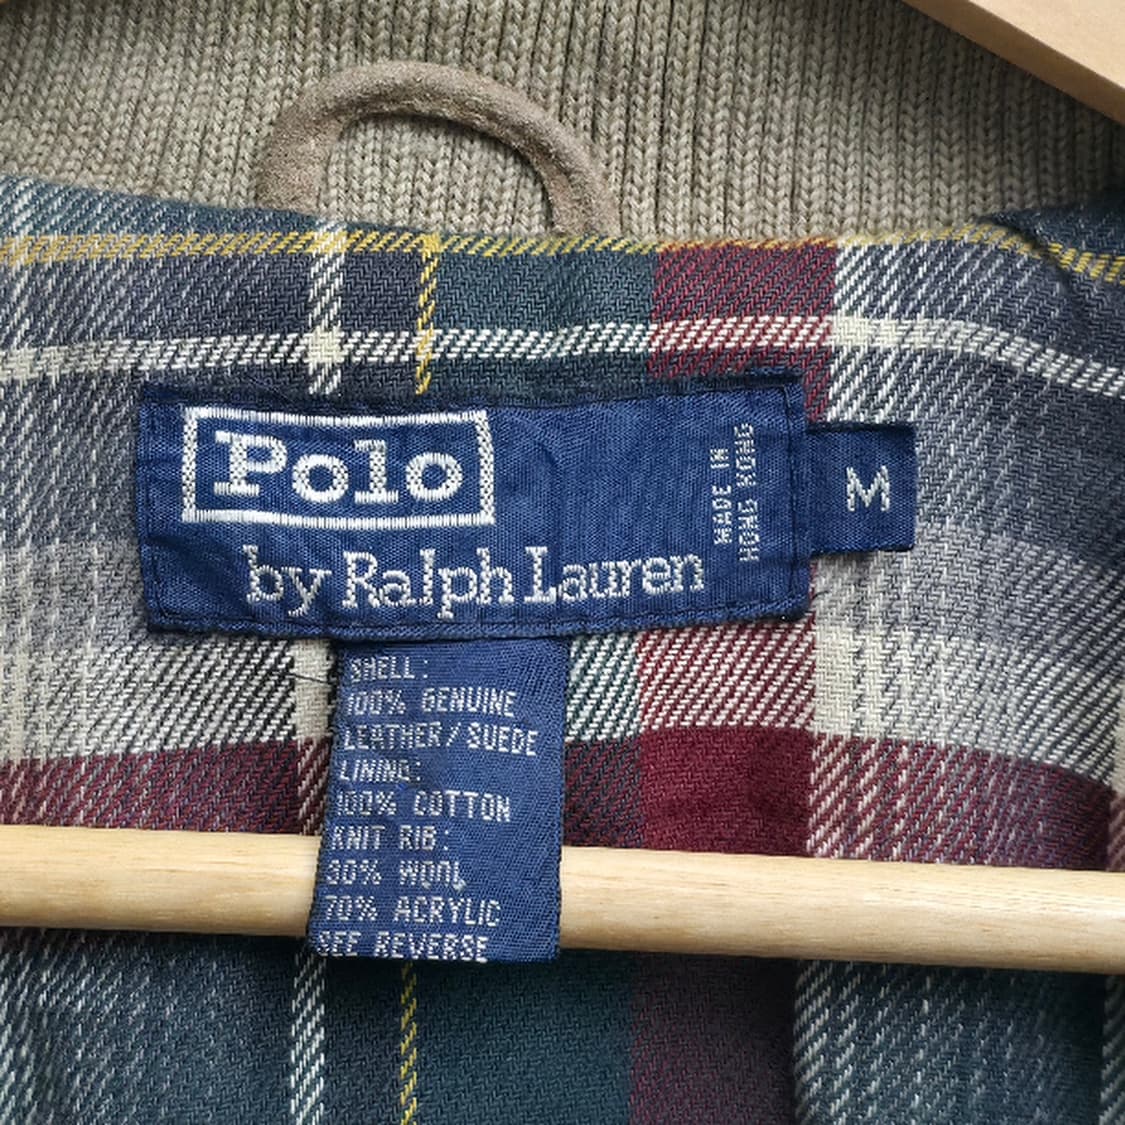 Polo
by Ralph Lauren
MADE IN
HONG KONG
M
SHELL:
100% GENUINE
LEATHER/SUEDE
LINING:
100% COTTON
KNIT RIB:
30% WOOL
70% ACRYLIC
SEE REVERSE